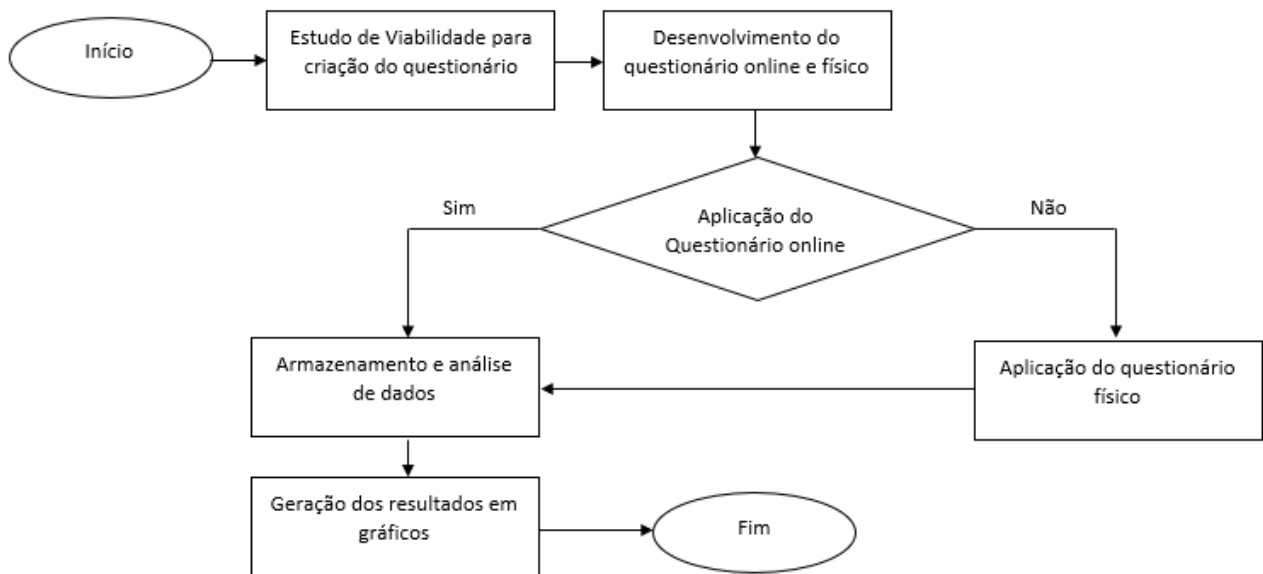 Início
Estudo de Viabilidade para
criação do questionário
Desenvolvimento do
questionário online e físico
Sim
Aplicação do
Questionário online
Não
Armazenamento e análise
de dados
Aplicação do questionário
físico
Geração dos resultados em
gráficos
Fim